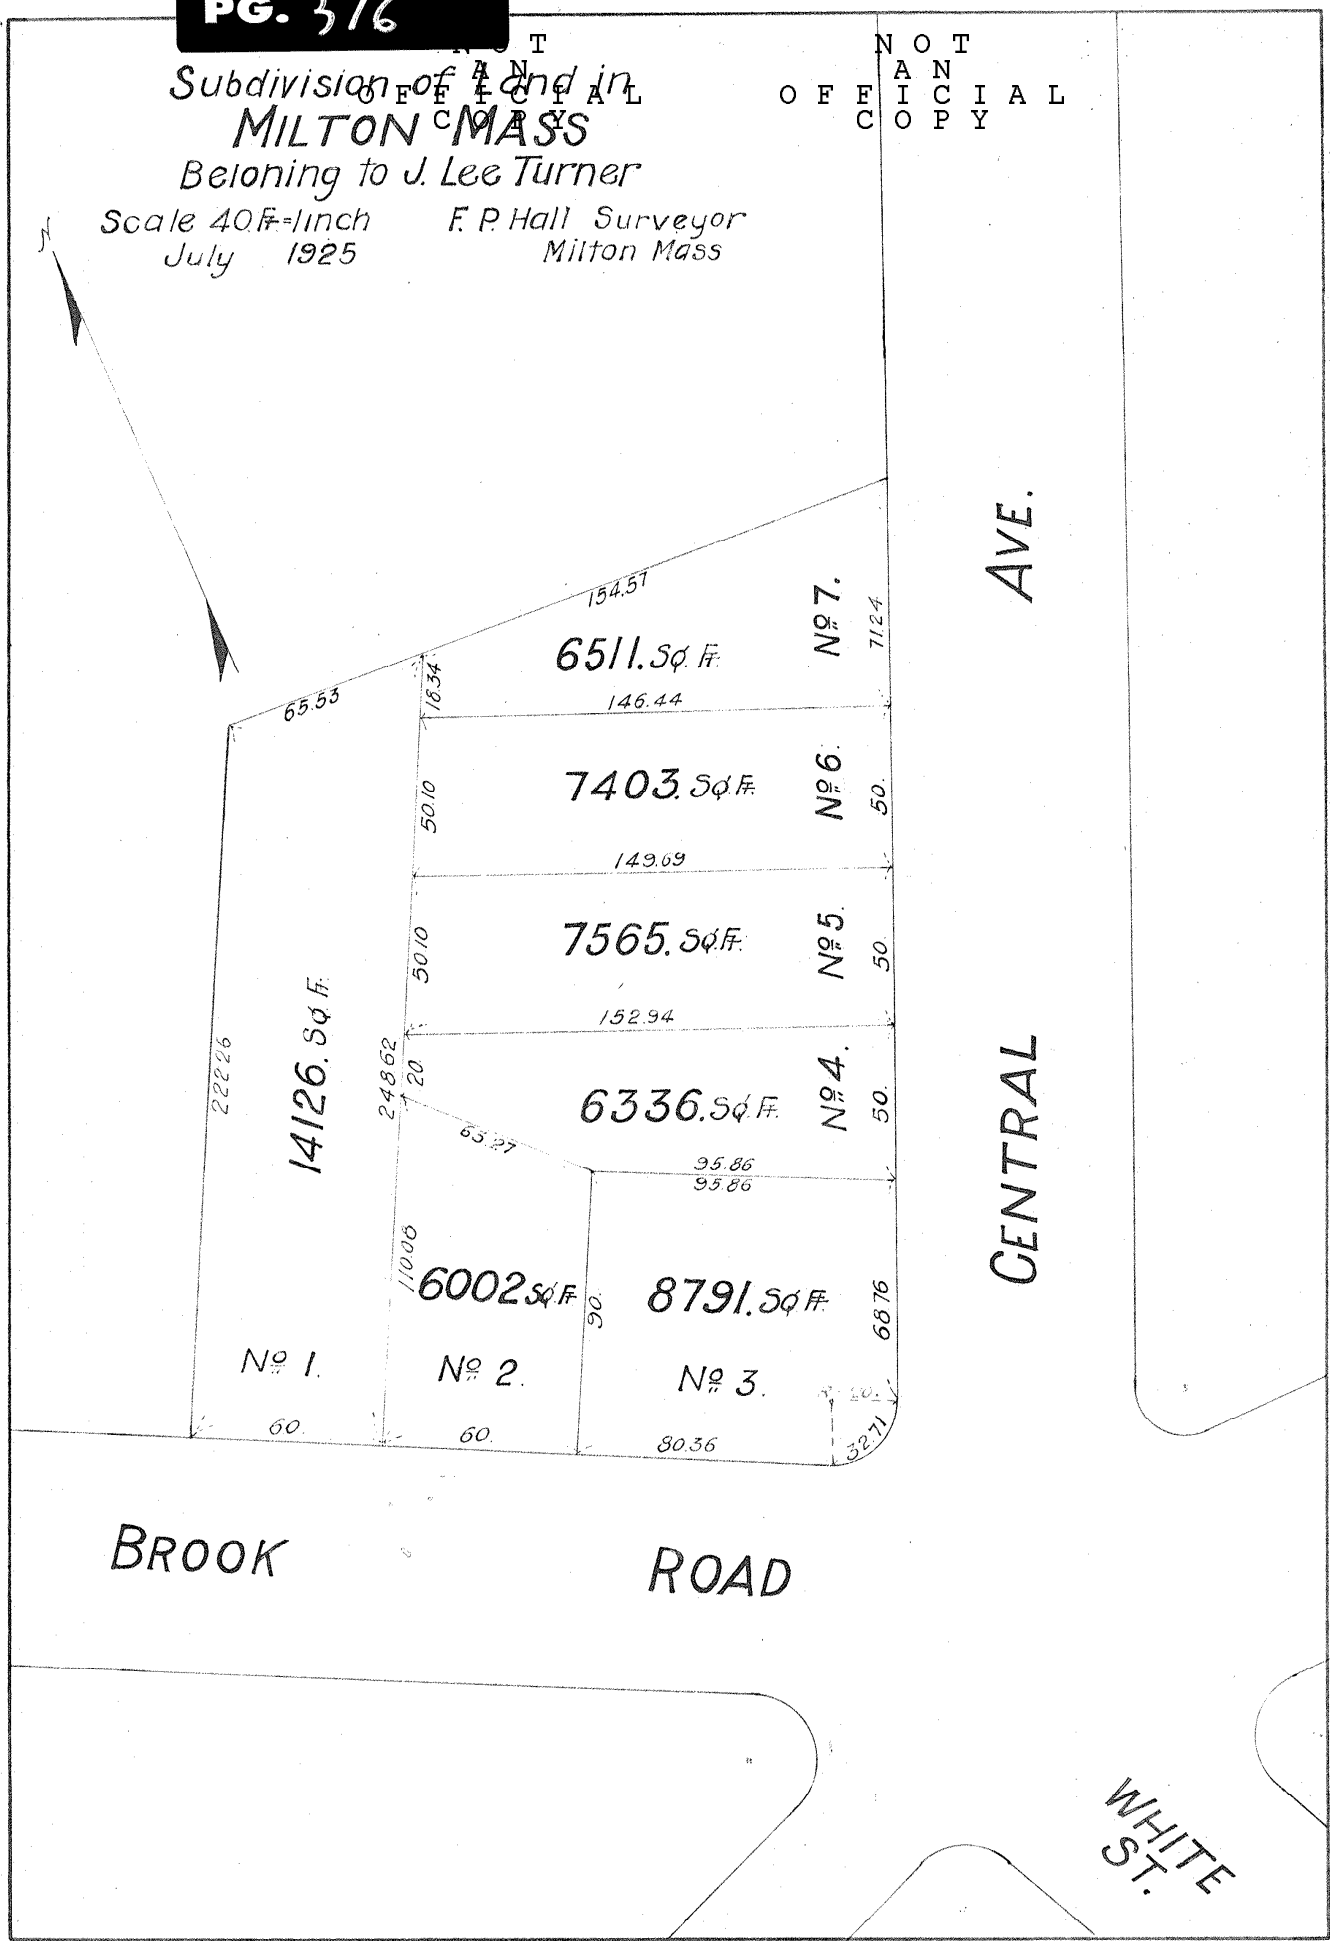 PG. 376
NOT
AN
OFFICIAL
COPY
NOT
AN
OFFICIAL
COPY
Subdivision of Land in
MILTON MASS
Beloning to J. Lee Turner
Scale 40 Ft=1inch F. P. Hall Surveyor
July 1925 Milton Mass
N
AVE.
154.57
No 7.
71.24
6511. Sq. Ft.
65.53
18.34
146.44
No 6.
50.
7403. Sq. Ft.
50.10
149.69
No 5.
50.
7565. Sq. Ft.
50.10
14126. Sq. Ft.
152.94
222.26
248.62
20.
No 4.
50.
6336. Sq. Ft.
CENTRAL
63.27
95.86
95.86
110.08
6002 Sq. Ft.
90.
8791. Sq. Ft.
68.76
No 1.
No 2.
No 3.
60.
60.
80.36
32.71
BROOK ROAD
WHITE
ST.